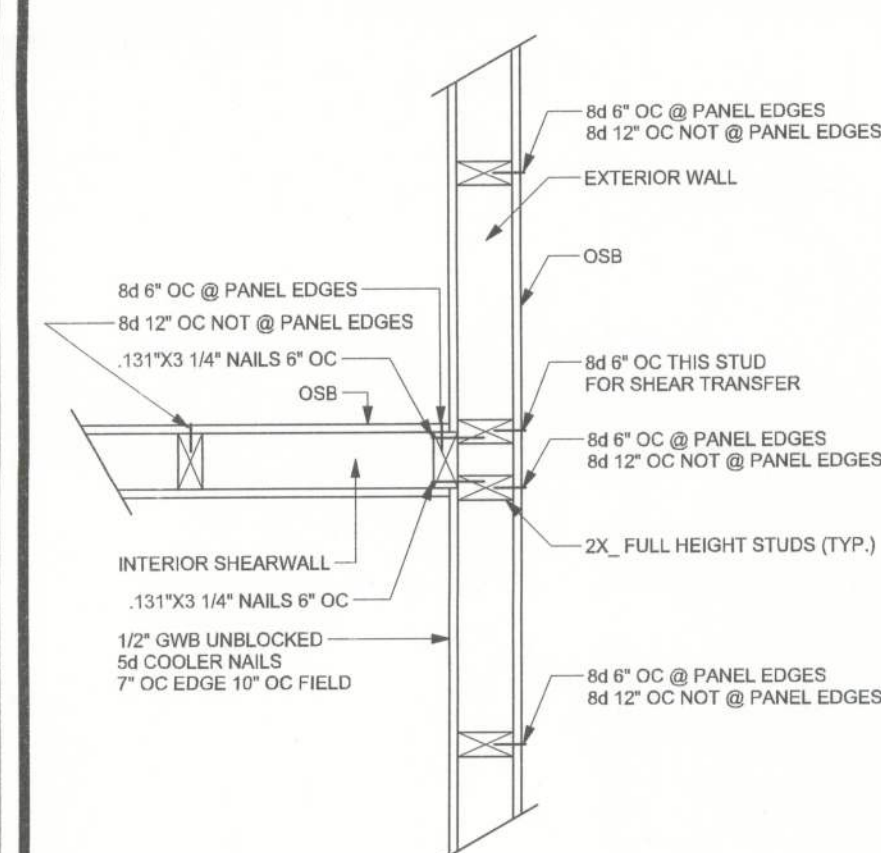 8d 6" OC @ PANEL EDGES
8d 12" OC NOT @ PANEL EDGES
EXTERIOR WALL
OSB
8d 6" OC @ PANEL EDGES
8d 12" OC NOT @ PANEL EDGES
.131"X3 1/4" NAILS 6" OC
OSB
8d 6" OC THIS STUD
FOR SHEAR TRANSFER
8d 6" OC @ PANEL EDGES
8d 12" OC NOT @ PANEL EDGES
2X_ FULL HEIGHT STUDS (TYP.)
INTERIOR SHEARWALL
.131"X3 1/4" NAILS 6" OC
1/2" GWB UNBLOCKED
5d COOLER NAILS
7" OC EDGE 10" OC FIELD
8d 6" OC @ PANEL EDGES
8d 12" OC NOT @ PANEL EDGES